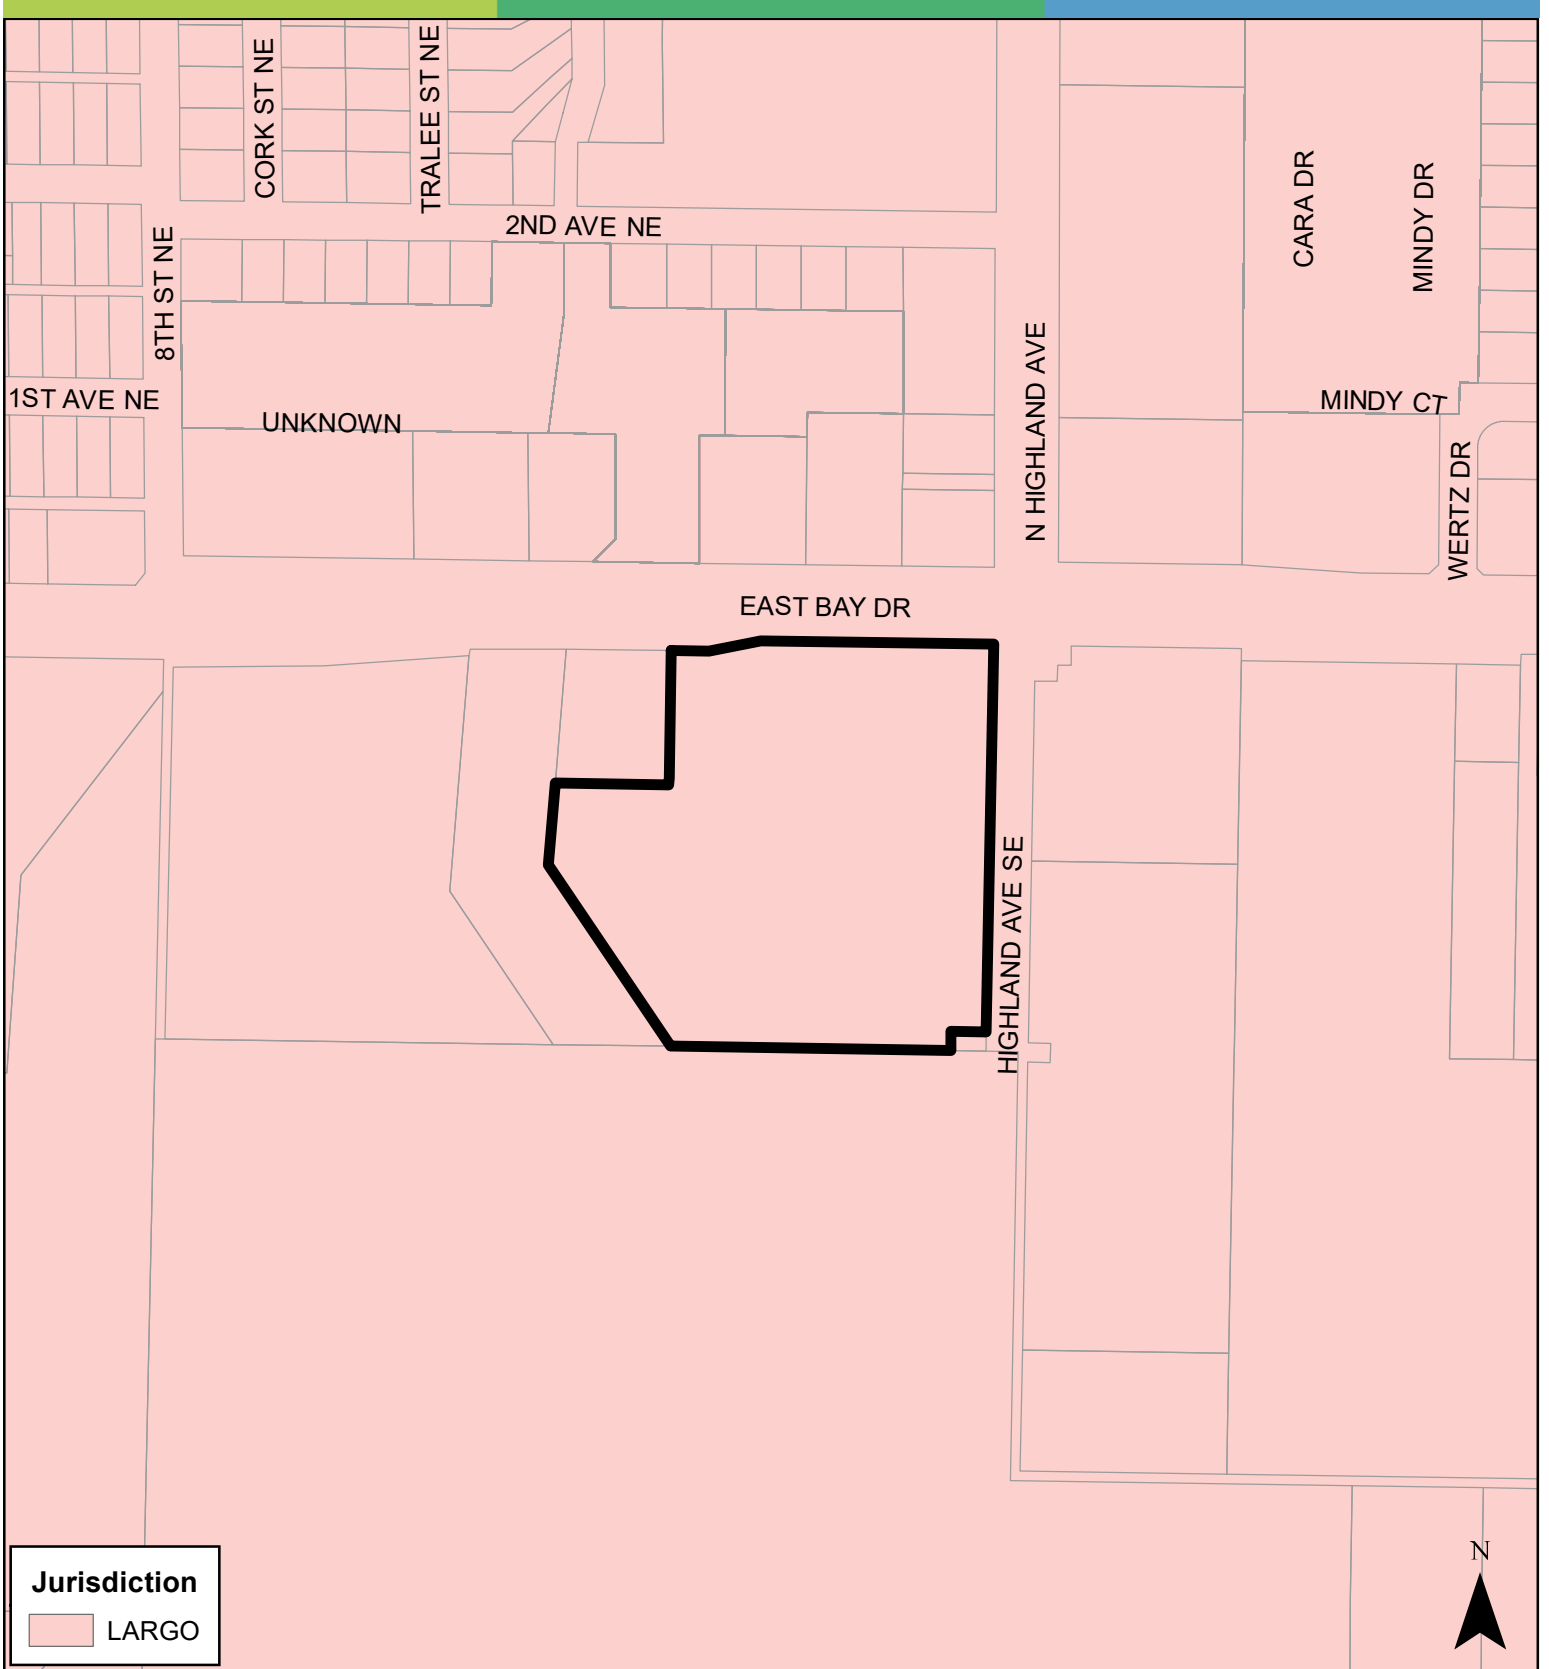 CORK ST NE
TRALEE ST NE
2ND AVE NE
CARA DR
MINDY DR
8TH ST NE
N HIGHLAND AVE
1ST AVE NE
UNKNOWN
MINDY CT
WERTZ DR
EAST BAY DR
HIGHLAND AVE SE
N
Jurisdiction
LARGO